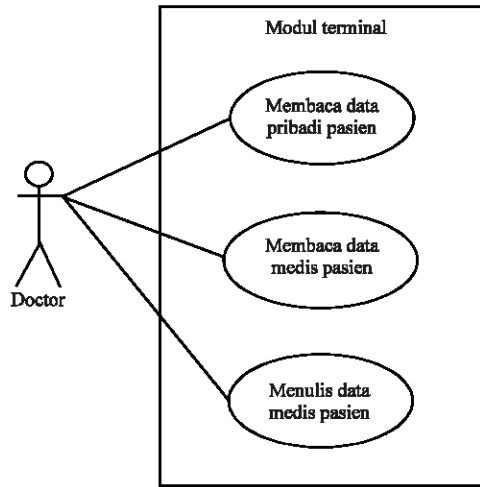 Modul terminal
Membaca data
pribadi pasien
Membaca data
medis pasien
Doctor
Menulis data
medis pasien